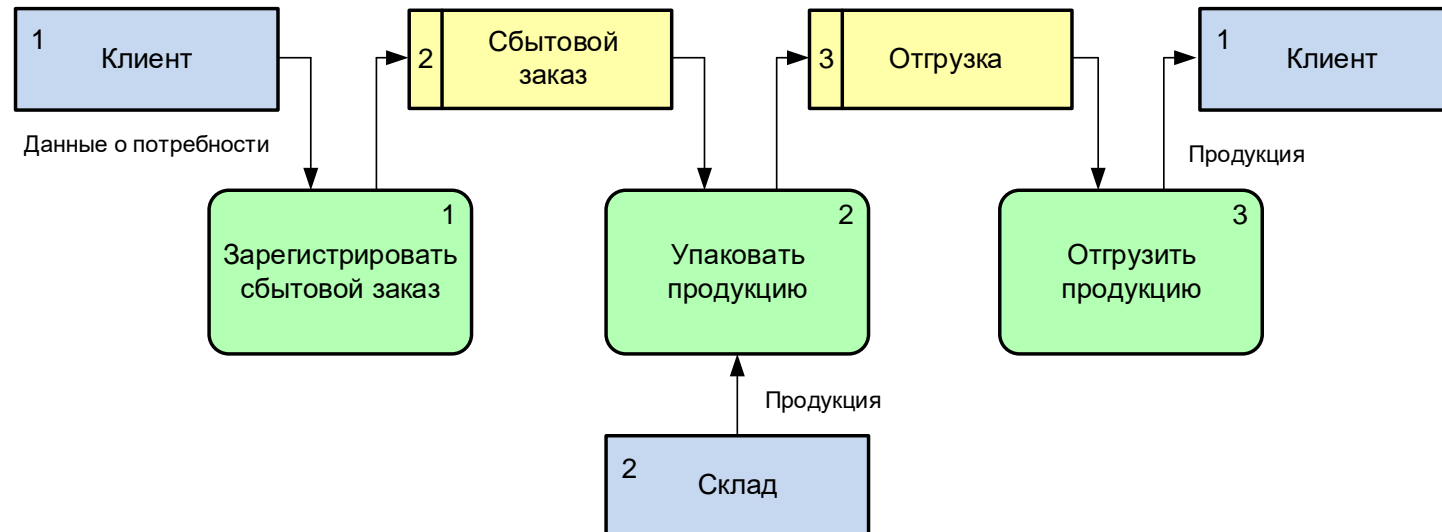 1
Клиент
2
Сбытовой
заказ
3
Отгрузка
1
Клиент
Данные о потребности
Продукция
1
Зарегистрировать
сбытовой заказ
2
Упаковать
продукцию
3
Отгрузить
продукцию
Продукция
2
Склад